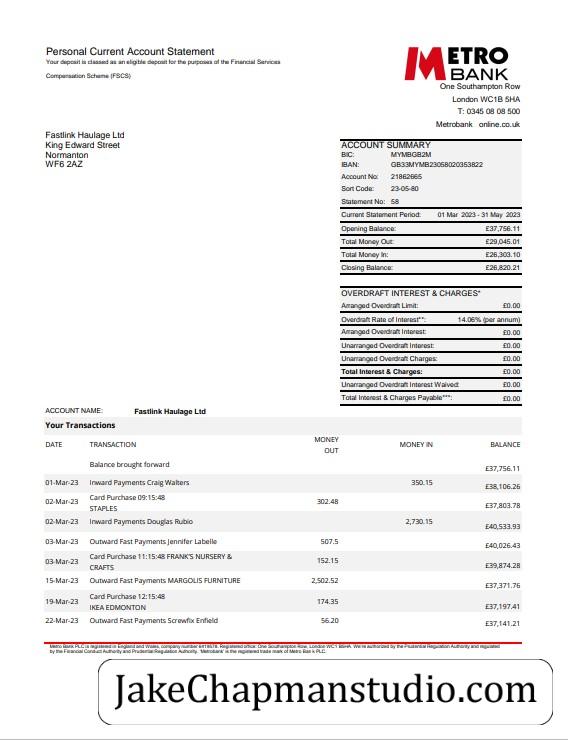 Personal Current Account Statement
Your deposit is classed as an eligible deposit for the purposes of the Financial Services
Compensation Scheme (FSCS)
METRO
BANK
One Southampton Row
London WC1B 5HA
T: 0345 08 08 500
Metrobank online.co.uk
Fastlink Haulage Ltd
King Edward Street
Normanton
WF6 2AZ
ACCOUNT SUMMARY
BIC: MYMBGB2M
IBAN: GB33MYMB23058020353822
Account No: 21862665
Sort Code: 23-05-80
Statement No: 58
Current Statement Period: 01 Mar 2023 - 31 May 2023
Opening Balance: £37,756.11
Total Money Out: £29,045.01
Total Money In: £26,303.10
Closing Balance: £26,820.21
OVERDRAFT INTEREST & CHARGES*
Arranged Overdraft Limit: £0.00
Overdraft Rate of Interest**: 14.06% (per annum)
Arranged Overdraft Interest: £0.00
Unarranged Overdraft Interest: £0.00
Unarranged Overdraft Charges: £0.00
Total Interest & Charges: £0.00
Unarranged Overdraft Interest Waived: £0.00
Total Interest & Charges Payable***: £0.00
ACCOUNT NAME: Fastlink Haulage Ltd
Your Transactions
DATE TRANSACTION MONEY OUT MONEY IN BALANCE
Balance brought forward £37,756.11
01-Mar-23 Inward Payments Craig Walters 350.15 £38,106.26
02-Mar-23 Card Purchase 09:15:48 302.48 £37,803.78
STAPLES
02-Mar-23 Inward Payments Douglas Rubio 2,730.15 £40,533.93
03-Mar-23 Outward Fast Payments Jennifer Labelle 507.5 £40,026.43
03-Mar-23 Card Purchase 11:15:48 FRANK'S NURSERY & 152.15 £39,874.28
CRAFTS
15-Mar-23 Outward Fast Payments MARGOLIS FURNITURE 2,502.52 £37,371.76
19-Mar-23 Card Purchase 12:15:48 174.35 £37,197.41
IKEA EDMONTON
22-Mar-23 Outward Fast Payments Screwfix Enfield 56.20 £37,141.21
Metro Bank PLC is registered in England and Wales, company number 6419578. Registered office: One Southampton Row, London WC1 B5HA. We're authorized by the Prudential Regulation Authority and regulated
by the Financial Conduct Authority and Prudential Regulation Authority. 'Metrobank' is the registered trade mark of Metro Ban k PLC.
JakeChapmanstudio.com